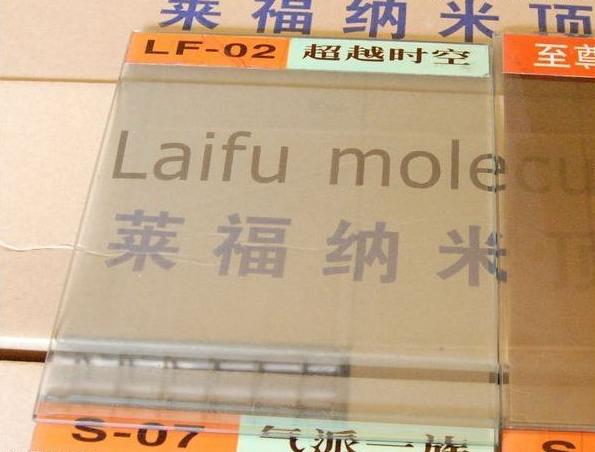 莱福纳米顶
LF-02 超越时空
至尊
Laifu molecu
莱福纳米顶
S-07 气派一族
S